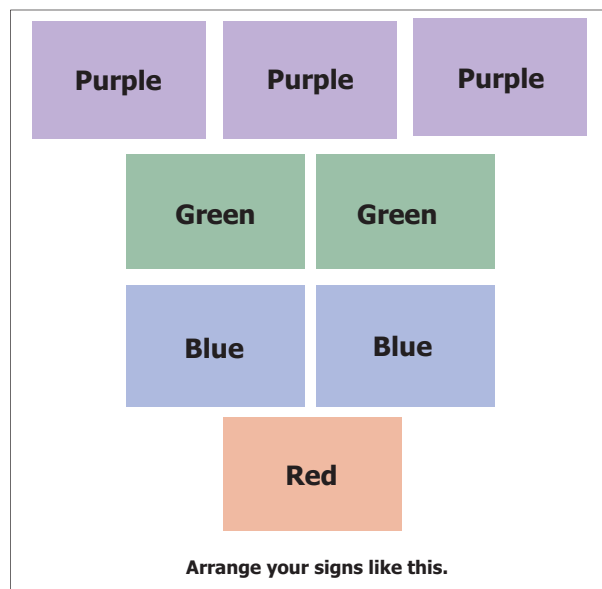 Purple Purple Purple
Green Green
Blue Blue
Red
Arrange your signs like this.